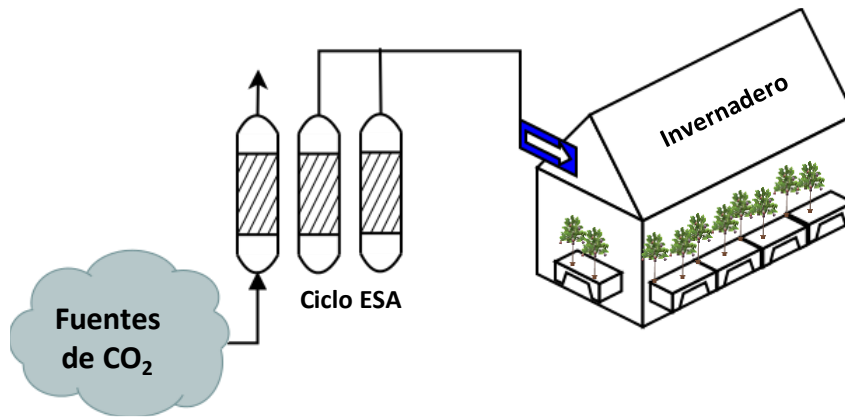 Invernadero
Ciclo ESA
Fuentes
de CO₂